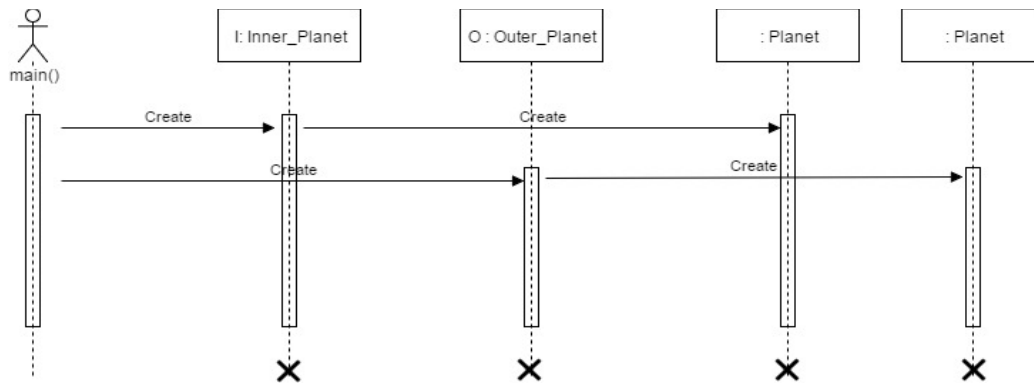 I: Inner_Planet
O : Outer_Planet
: Planet
: Planet
main()
Create
Create
Create
Create